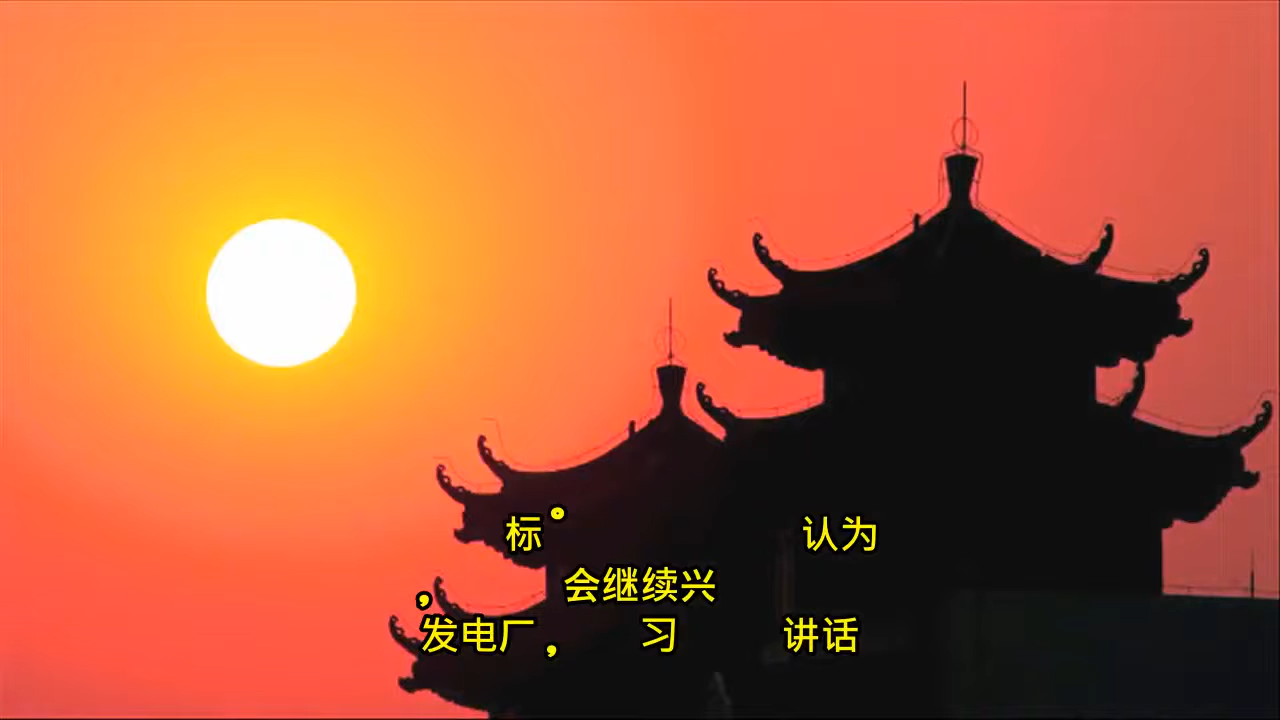 标。 认为
， 会继续兴
发电厂， 习 讲话